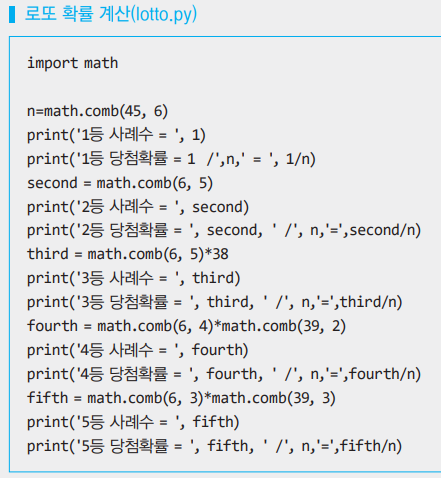 로또 확률 계산(lotto.py)
import math
n=math.comb(45, 6)
print('1등 사례수 = ', 1)
print('1등 당첨확률 = 1 /',n,' = ', 1/n)
second = math.comb(6, 5)
print('2등 사례수 = ', second)
print('2등 당첨확률 = ', second, ' /', n,'=',second/n)
third = math.comb(6, 5)*38
print('3등 사례수 = ', third)
print('3등 당첨확률 = ', third, ' /', n,'=',third/n)
fourth = math.comb(6, 4)*math.comb(39, 2)
print('4등 사례수 = ', fourth)
print('4등 당첨확률 = ', fourth, ' /', n,'=',fourth/n)
fifth = math.comb(6, 3)*math.comb(39, 3)
print('5등 사례수 = ', fifth)
print('5등 당첨확률 = ', fifth, ' /', n,'=',fifth/n)